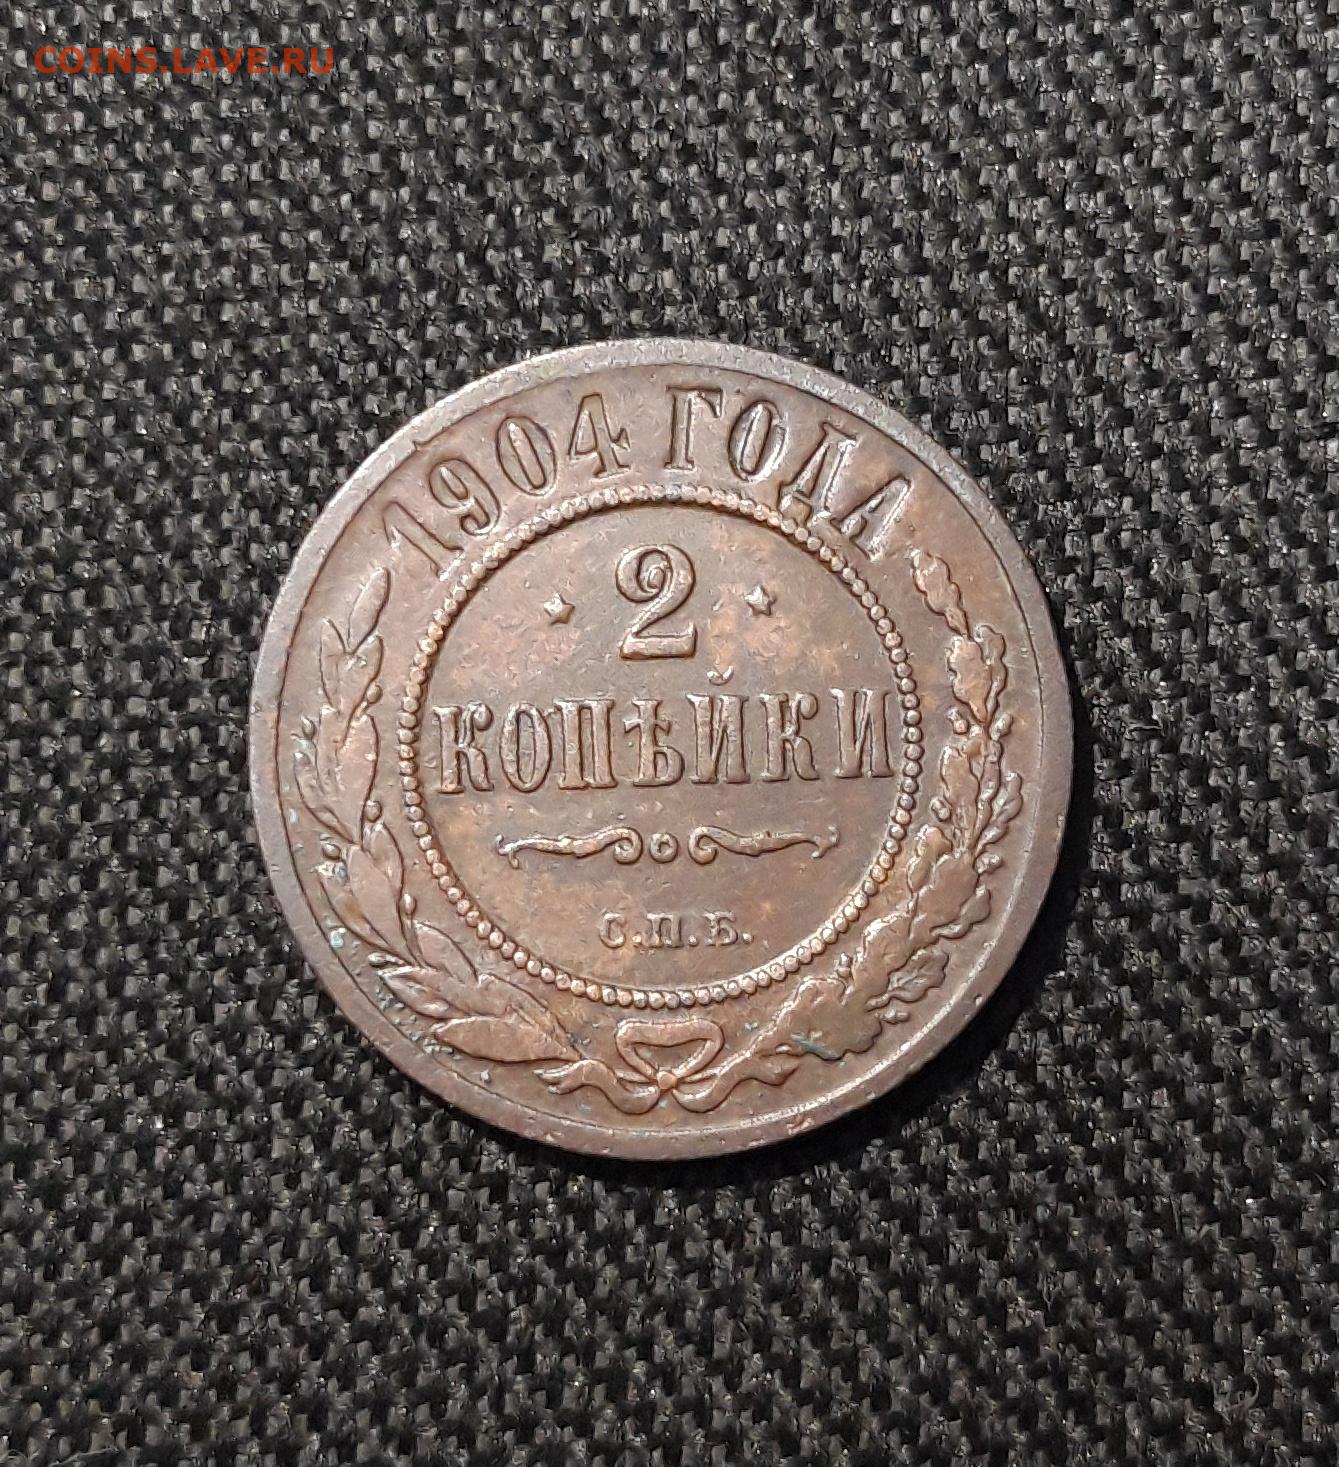 COINS.LAVE.RU
1904 ГОДА
2
КОПѢЙКИ
С.П.Б.